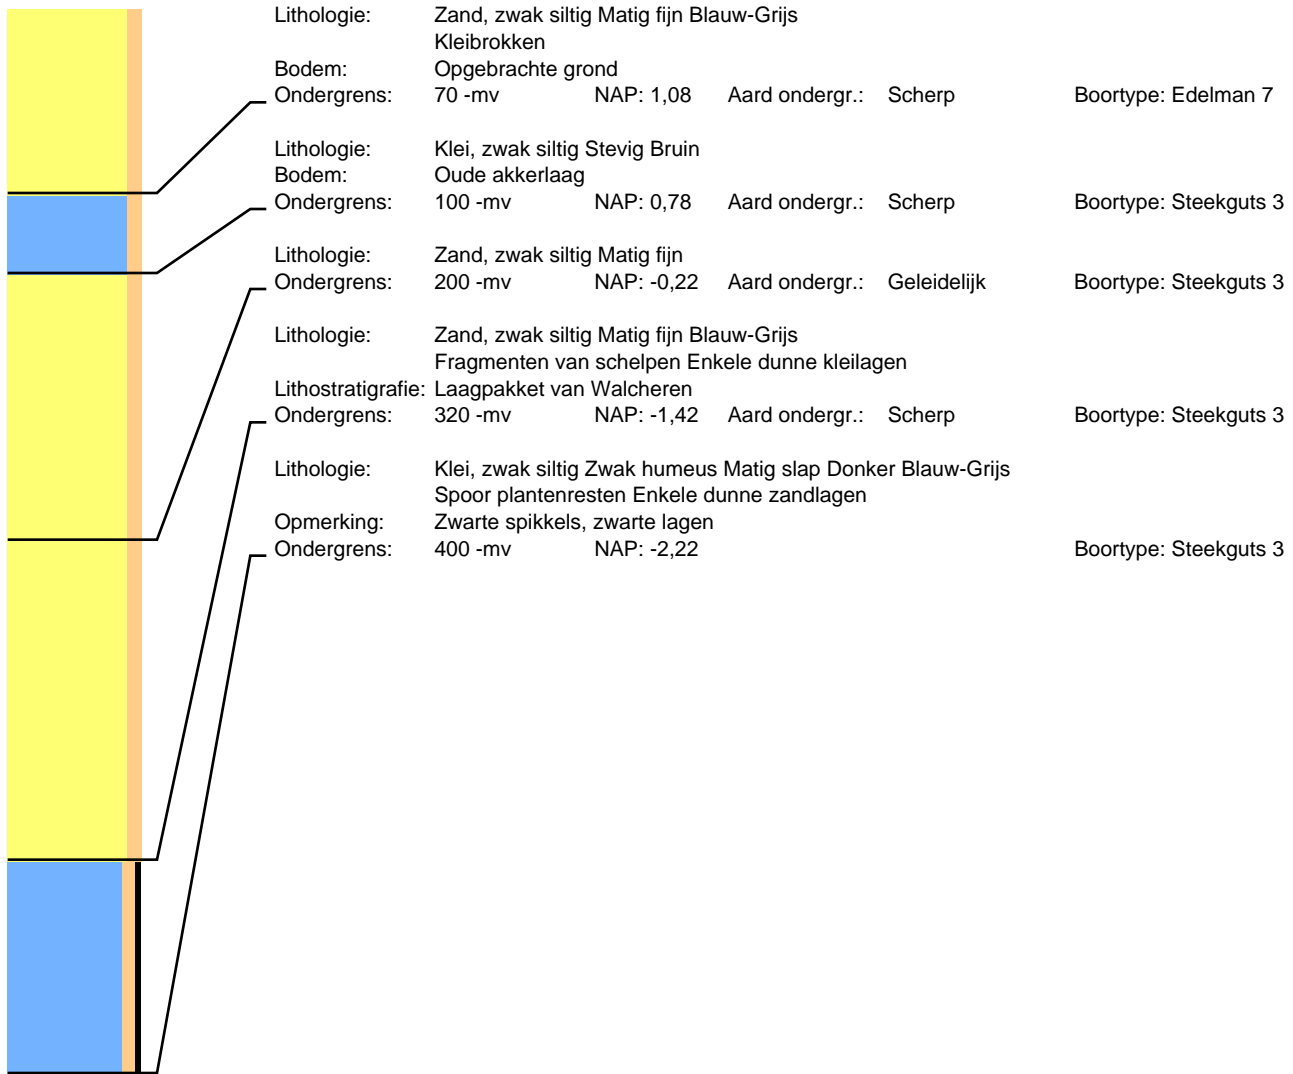 Lithologie: Zand, zwak siltig Matig fijn Blauw-Grijs
Kleibrokken
Bodem: Opgebrachte grond
Ondergrens: 70 -mv NAP: 1,08 Aard ondergr.: Scherp Boortype: Edelman 7
Lithologie: Klei, zwak siltig Stevig Bruin
Bodem: Oude akkerlaag
Ondergrens: 100 -mv NAP: 0,78 Aard ondergr.: Scherp Boortype: Steekguts 3
Lithologie: Zand, zwak siltig Matig fijn
Ondergrens: 200 -mv NAP: -0,22 Aard ondergr.: Geleidelijk Boortype: Steekguts 3
Lithologie: Zand, zwak siltig Matig fijn Blauw-Grijs
Fragmenten van schelpen Enkele dunne kleilagen
Lithostratigrafie: Laagpakket van Walcheren
Ondergrens: 320 -mv NAP: -1,42 Aard ondergr.: Scherp Boortype: Steekguts 3
Lithologie: Klei, zwak siltig Zwak humeus Matig slap Donker Blauw-Grijs
Spoor plantenresten Enkele dunne zandlagen
Opmerking: Zwarte spikkels, zwarte lagen
Ondergrens: 400 -mv NAP: -2,22 Boortype: Steekguts 3